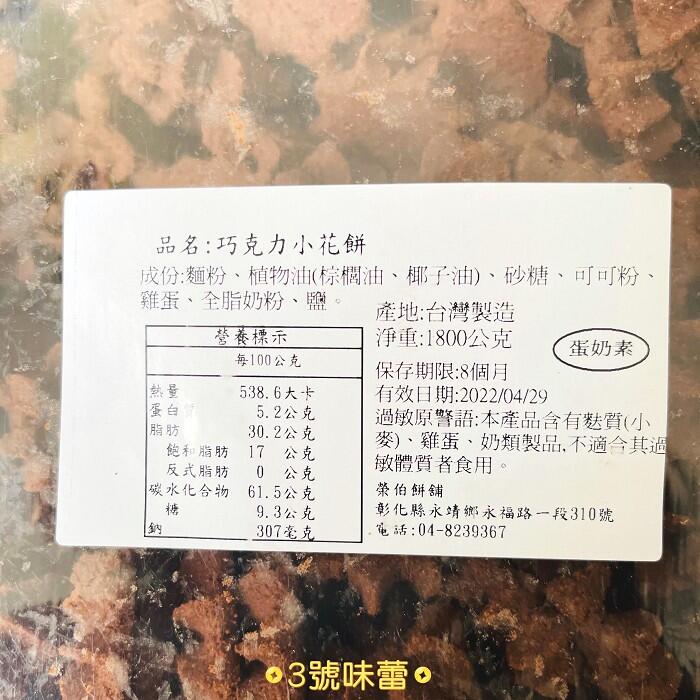 品名:巧克力小花餅
成份:麵粉、植物油(棕櫚油、椰子油)、砂糖、可可粉、
雞蛋、全脂奶粉、鹽。
營養標示
每100公克
熱量 538.6大卡
蛋白質 5.2公克
脂肪 30.2公克
飽和脂肪 17 公克
反式脂肪 0 公克
碳水化合物 61.5公克
糖 9.3公克
鈉 307毫克
產地:台灣製造
淨重:1800公克
蛋奶素
保存期限:8個月
有效日期:2022/04/29
過敏原警語:本產品含有麩質(小
麥)、雞蛋、奶類製品,不適合其過
敏體質者食用。
榮伯餅舖
彰化縣永靖鄉永福路一段310號
電話:04-8239367
3號味蕾